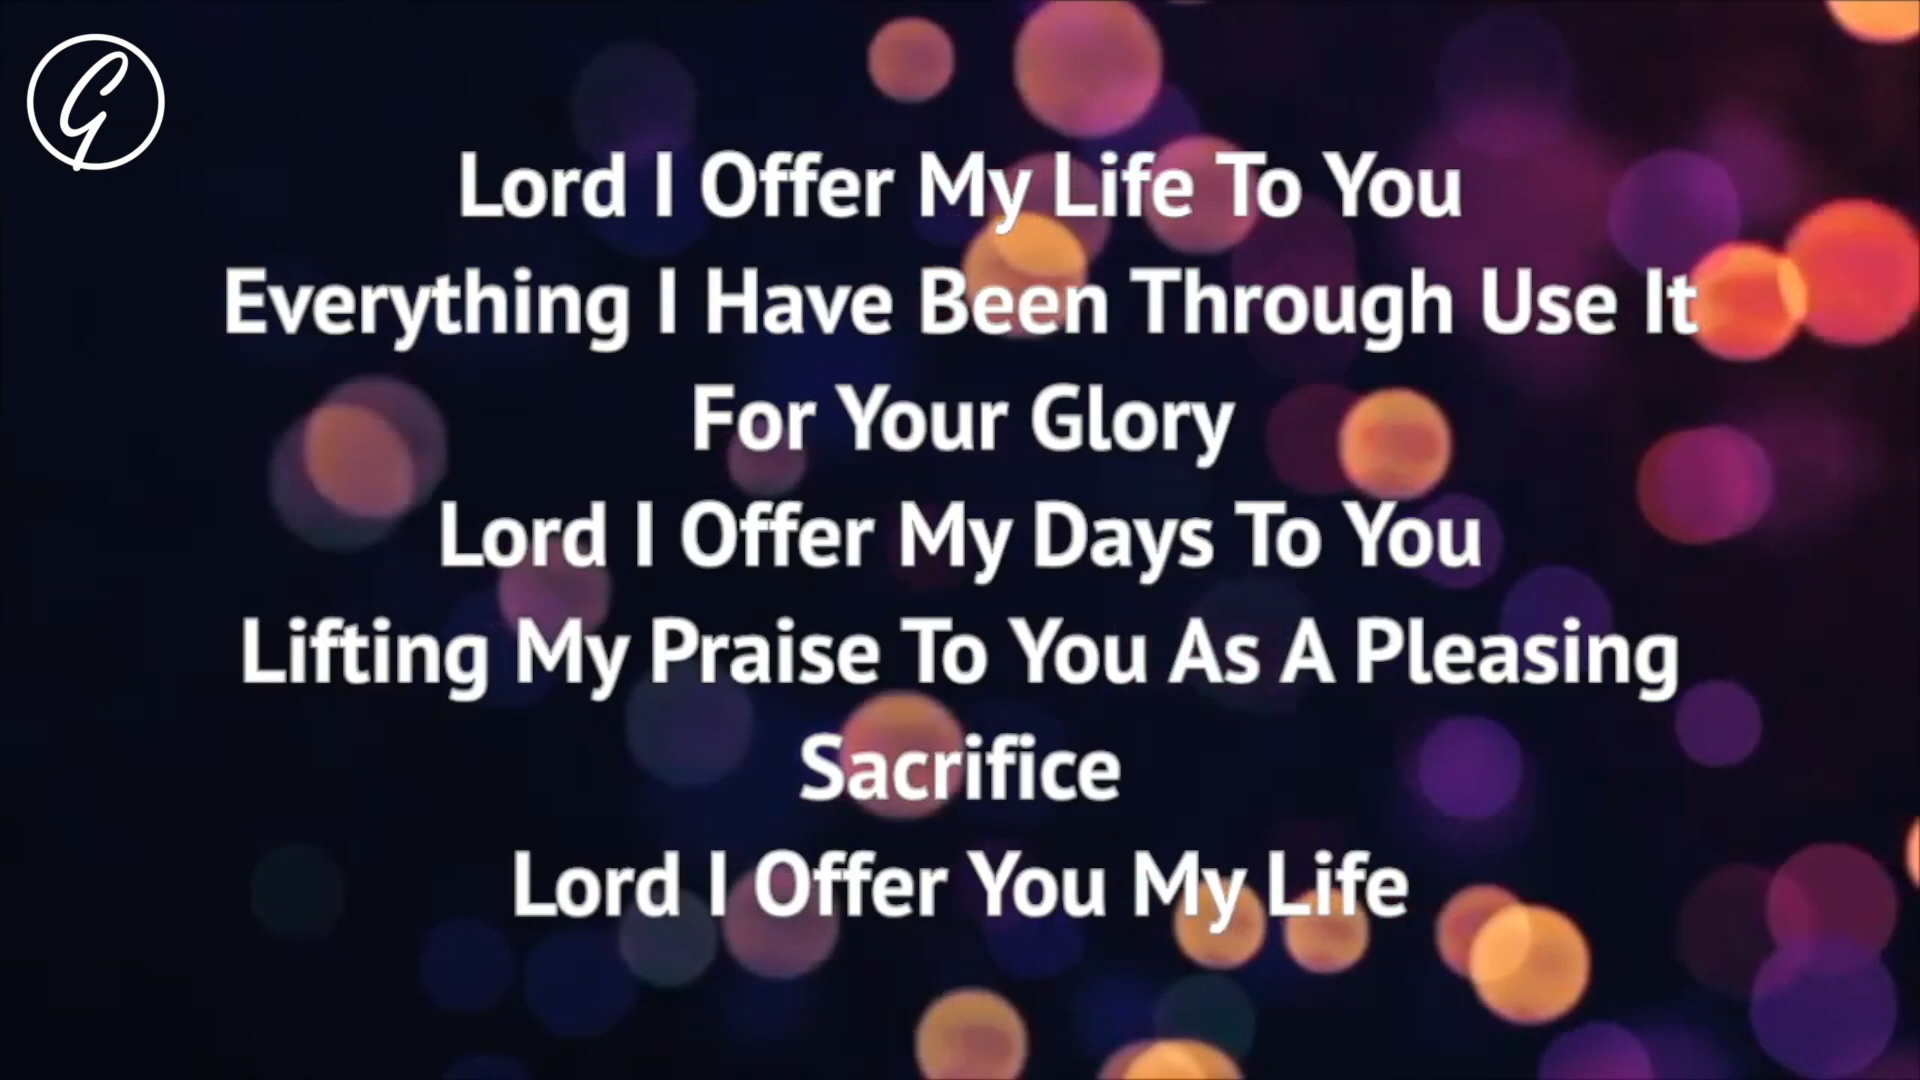 G
Lord I Offer My Life To You
Everything I Have Been Through Use It
For Your Glory
Lord I Offer My Days To You
Lifting My Praise To You As A Pleasing
Sacrifice
Lord I Offer You My Life